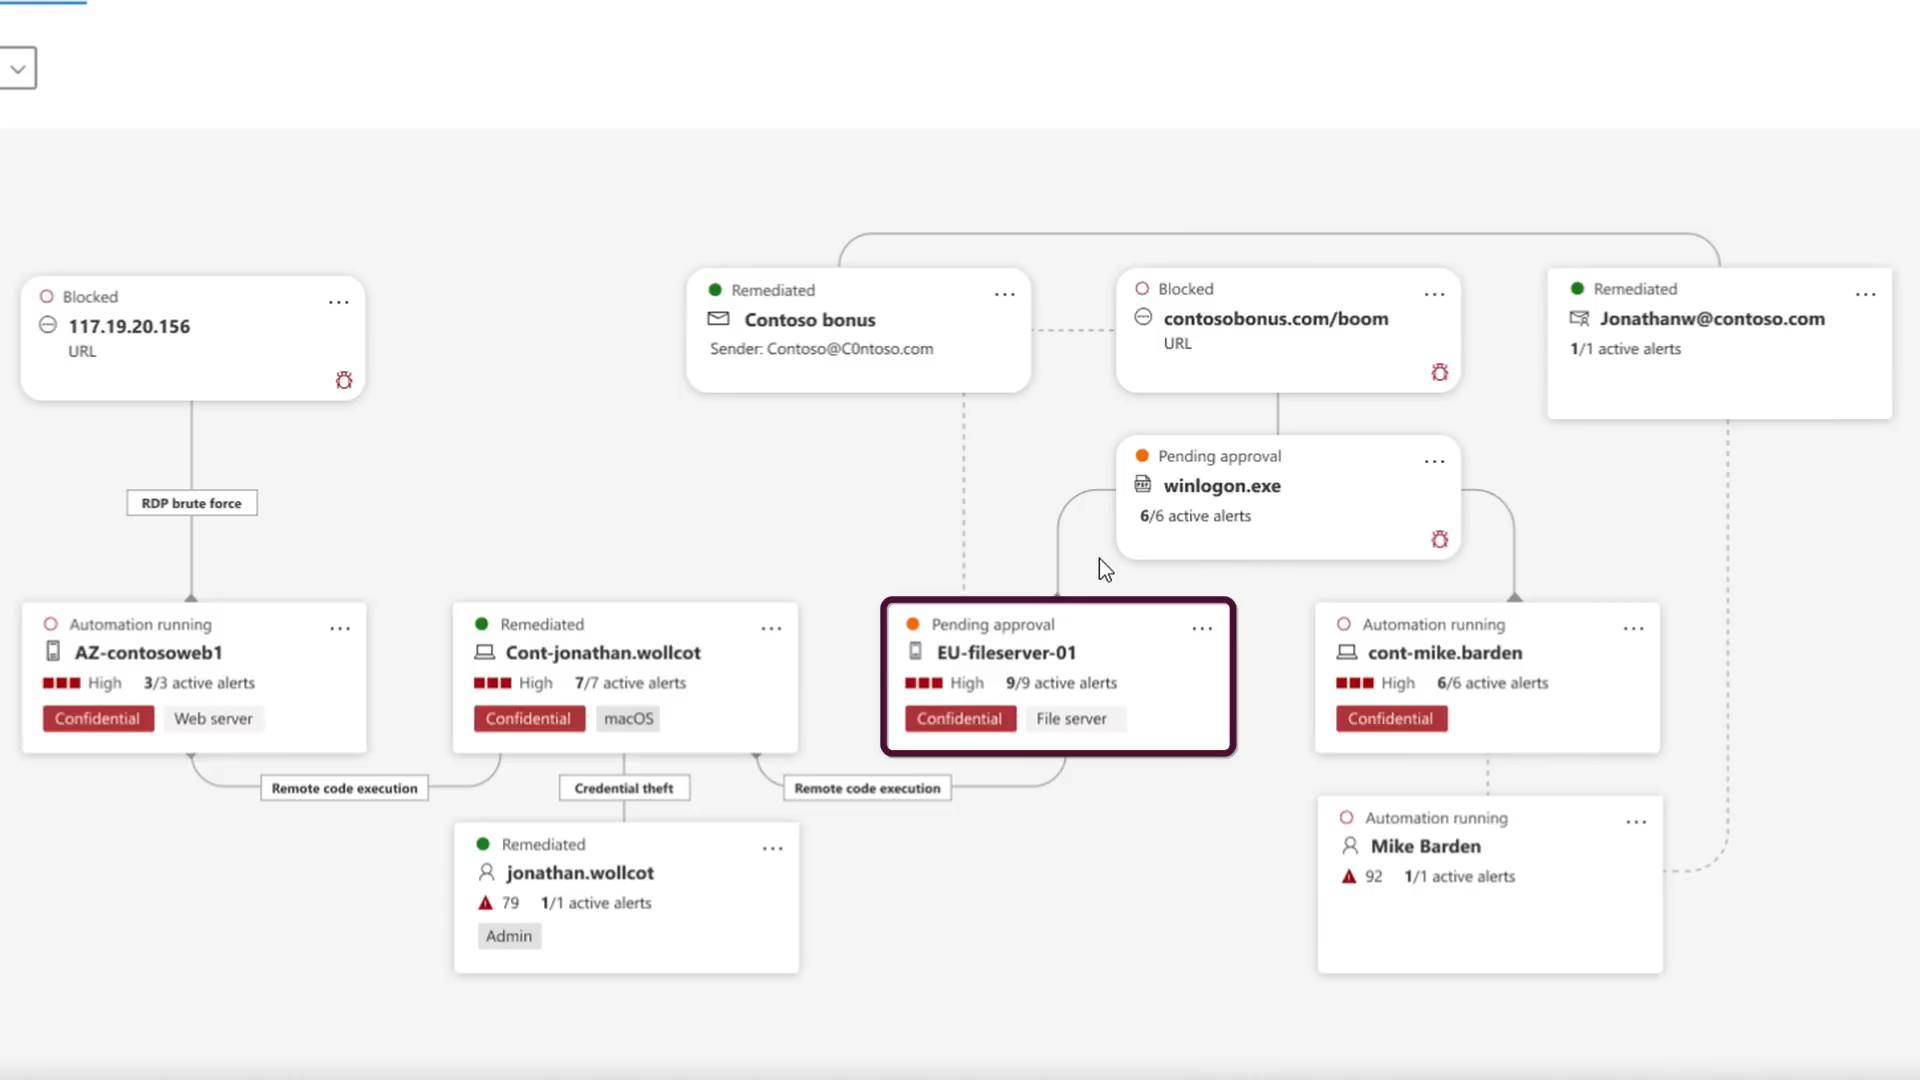 Blocked
117.19.20.156
URL
Remediated
Contoso bonus
Sender: Contoso@C0ntoso.com
Blocked
contosobonus.com/boom
URL
Remediated
Jonathanw@contoso.com
1/1 active alerts
Pending approval
winlogon.exe
6/6 active alerts
RDP brute force
Automation running
AZ-contosoweb1
High 3/3 active alerts
Confidential Web server
Remediated
Cont-jonathan.wollcot
High 7/7 active alerts
Confidential macOS
Pending approval
EU-fileserver-01
High 9/9 active alerts
Confidential File server
Automation running
cont-mike.barden
High 6/6 active alerts
Confidential
Remote code execution
Credential theft
Remote code execution
Remediated
jonathan.wollcot
79 1/1 active alerts
Admin
Automation running
Mike Barden
92 1/1 active alerts